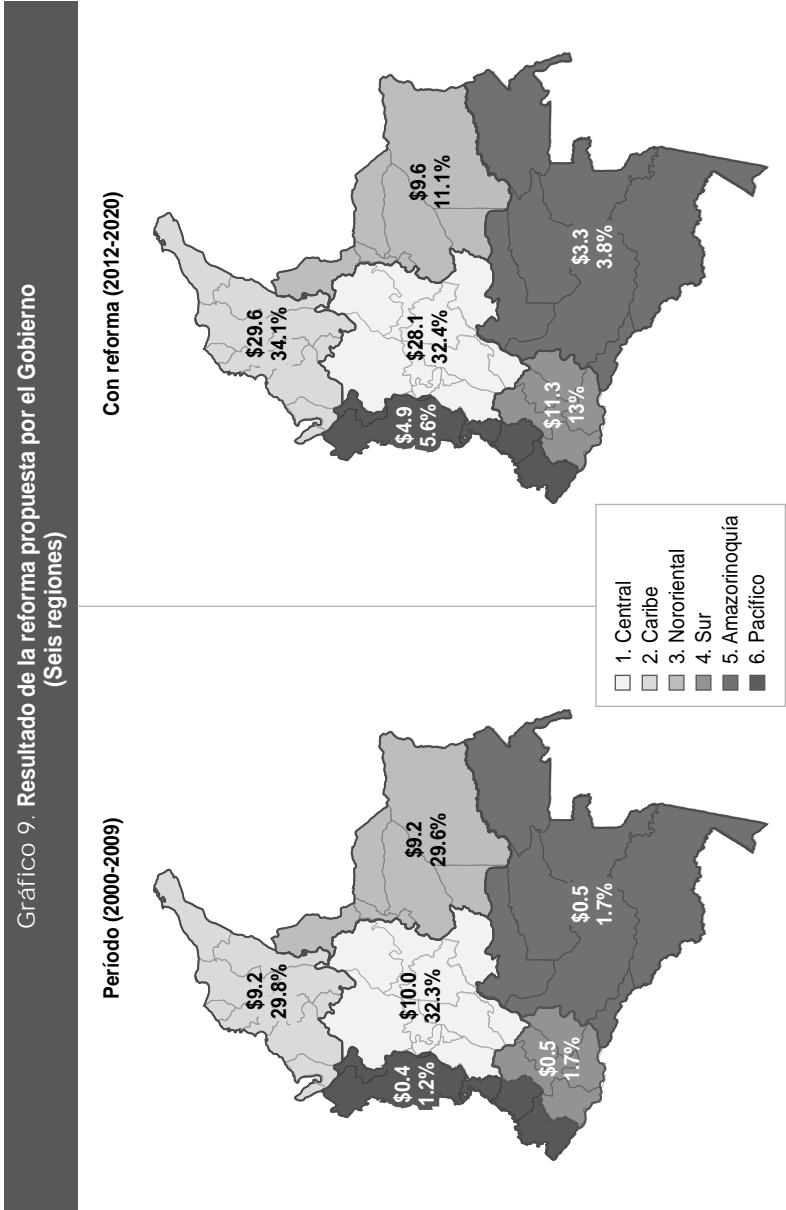 Gráfico 9. Resultado de la reforma propuesta por el Gobierno
(Seis regiones)
Período (2000-2009)
$9.2
29.8%
$0.4
1.2%
$10.0
32.3%
$9.2
29.6%
$0.5
1.7%
$0.5
1.7%
Con reforma (2012-2020)
$29.6
34.1%
$4.9
5.6%
$28.1
32.4%
$9.6
11.1%
$11.3
13%
$3.3
3.8%
1. Central
2. Caribe
3. Nororiental
4. Sur
5. Amazorinoquía
6. Pacífico